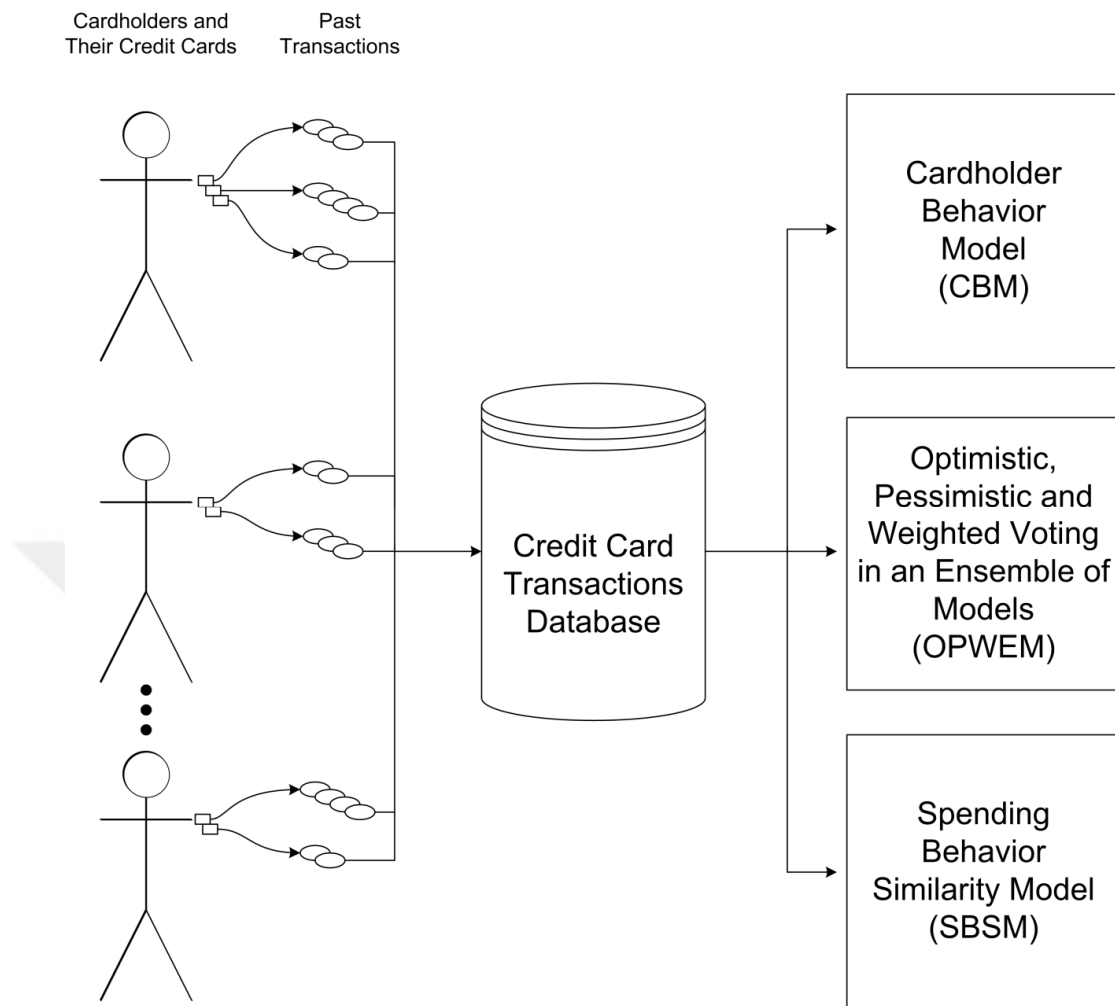 Cardholders and
Their Credit Cards
Past
Transactions
Cardholder
Behavior
Model
(CBM)
Credit Card
Transactions
Database
Optimistic,
Pessimistic and
Weighted Voting
in an Ensemble of
Models
(OPWEM)
Spending
Behavior
Similarity Model
(SBSM)